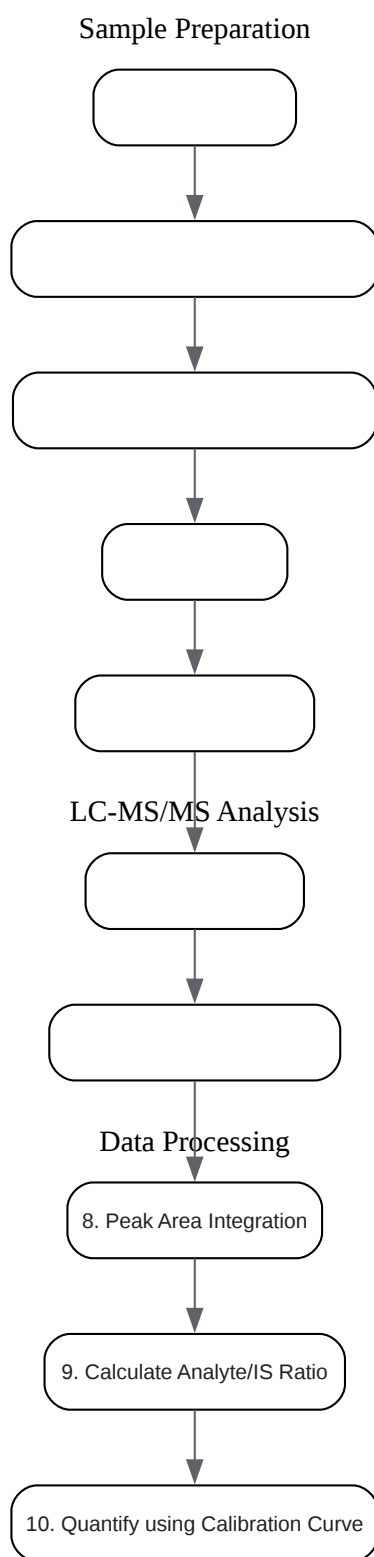 Sample Preparation
LC-MS/MS Analysis
Data Processing
8. Peak Area Integration
9. Calculate Analyte/IS Ratio
10. Quantify using Calibration Curve